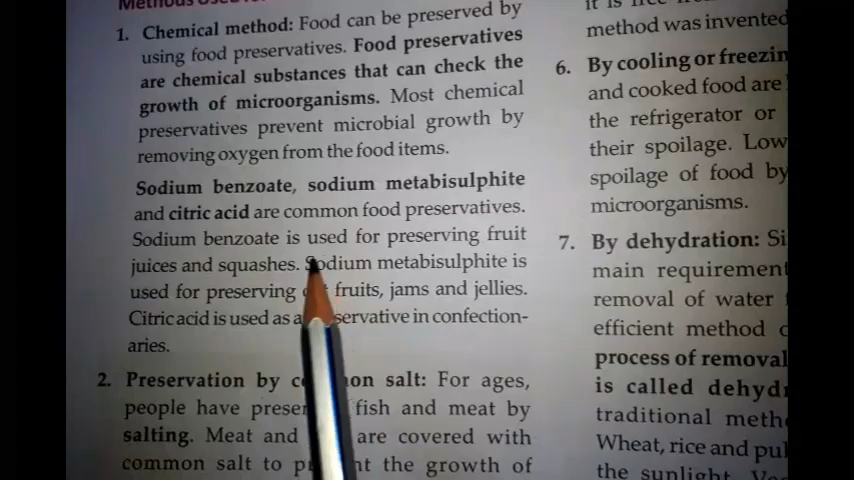 Methods Used for
1. Chemical method: Food can be preserved by
using food preservatives. Food preservatives
are chemical substances that can check the
growth of microorganisms. Most chemical
preservatives prevent microbial growth by
removing oxygen from the food items.
Sodium benzoate, sodium metabisulphite
and citric acid are common food preservatives.
Sodium benzoate is used for preserving fruit
juices and squashes. Sodium metabisulphite is
used for preserving fruits, jams and jellies.
Citric acid is used as a servative in confection-
aries.
2. Preservation by on salt: For ages,
people have preser fish and meat by
salting. Meat and are covered with
common salt to the growth of
it is
method was invented
6. By cooling or freezin
and cooked food are
the refrigerator or
their spoilage. Low
spoilage of food by
microorganisms.
7. By dehydration: Si
main requirement
removal of water
efficient method
process of removal
is called dehyd
traditional meth
Wheat, rice and pul
the sunlight.